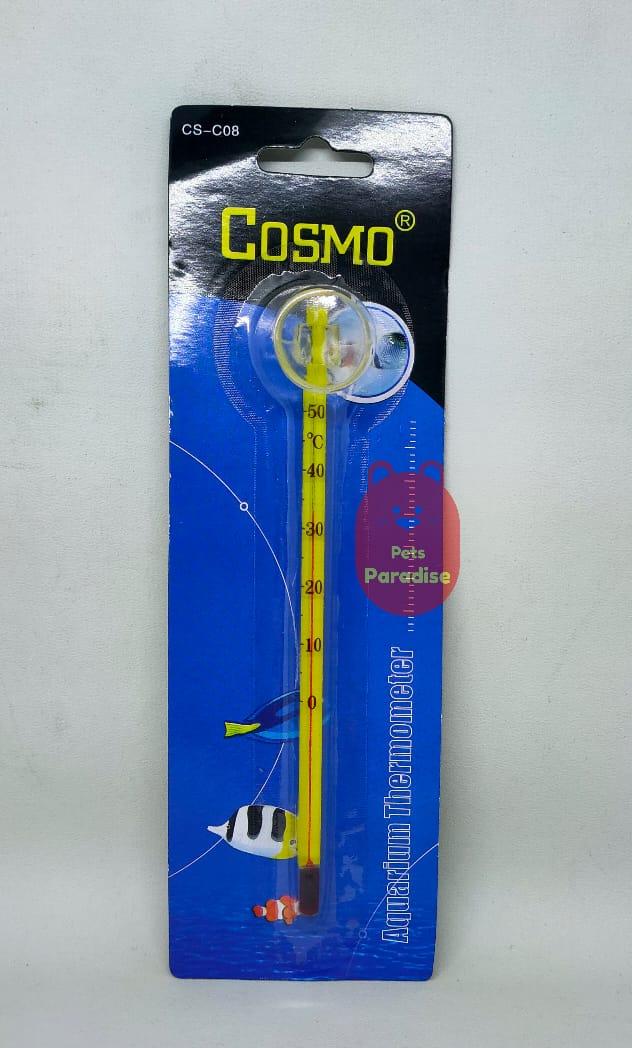 CS-C08
COSMO®
50
°C
40
30
20
10
0
Pets
Paradise
Aquarium Thermometer